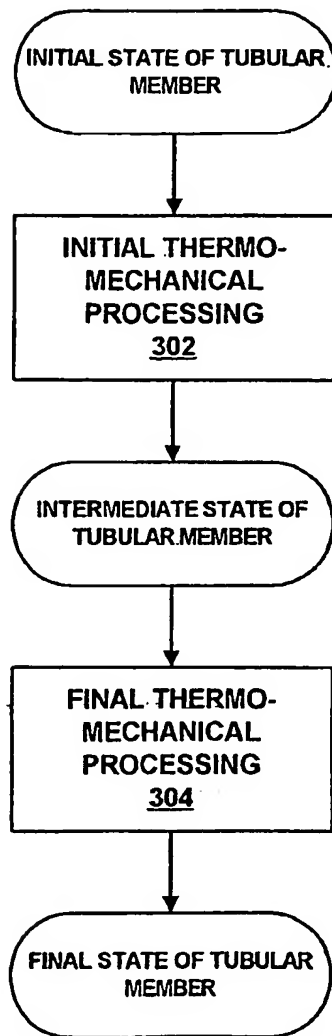 INITIAL STATE OF TUBULAR
MEMBER
INITIAL THERMO-
MECHANICAL
PROCESSING
302
INTERMEDIATE STATE OF
TUBULAR MEMBER
FINAL THERMO-
MECHANICAL
PROCESSING
304
FINAL STATE OF TUBULAR
MEMBER